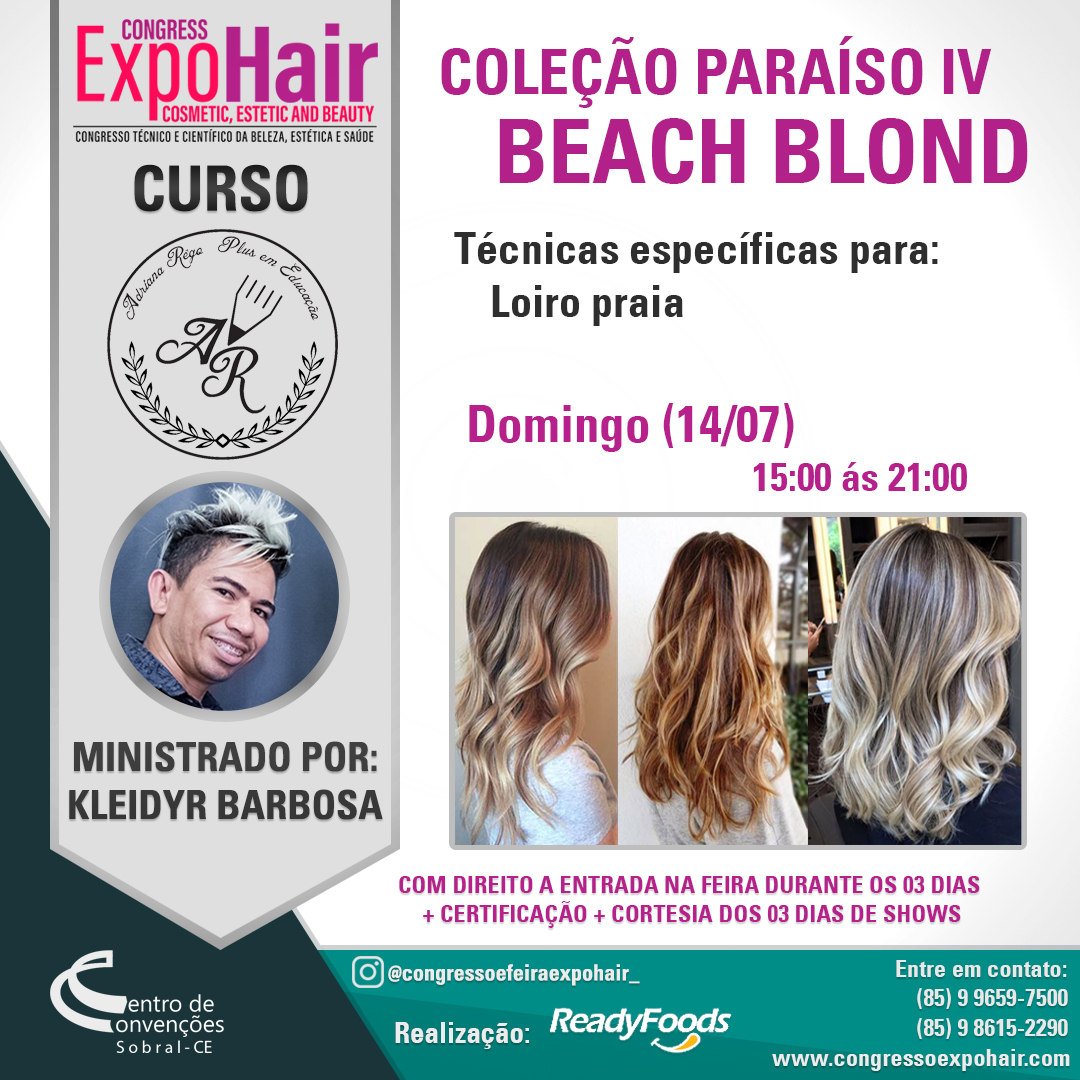 CONGRESS
ExpoHair
COSMETIC, ESTETIC AND BEAUTY
CONGRESSO TÉCNICO E CIENTÍFICO DA BELEZA, ESTÉTICA E SAÚDE
CURSO
Adriana Rêgo Plus em Educação
AR
MINISTRADO POR:
KLEIDYR BARBOSA
COLEÇÃO PARAÍSO IV
BEACH BLOND
Técnicas específicas para:
Loiro praia
Domingo (14/07)
15:00 ás 21:00
COM DIREITO A ENTRADA NA FEIRA DURANTE OS 03 DIAS
+ CERTIFICAÇÃO + CORTESIA DOS 03 DIAS DE SHOWS
Centro de
Convenções
Sobral-CE
@congressoefeiraexpohair_
Realização: ReadyFoods
Entre em contato:
(85) 9 9659-7500
(85) 9 8615-2290
www.congressoexpohair.com